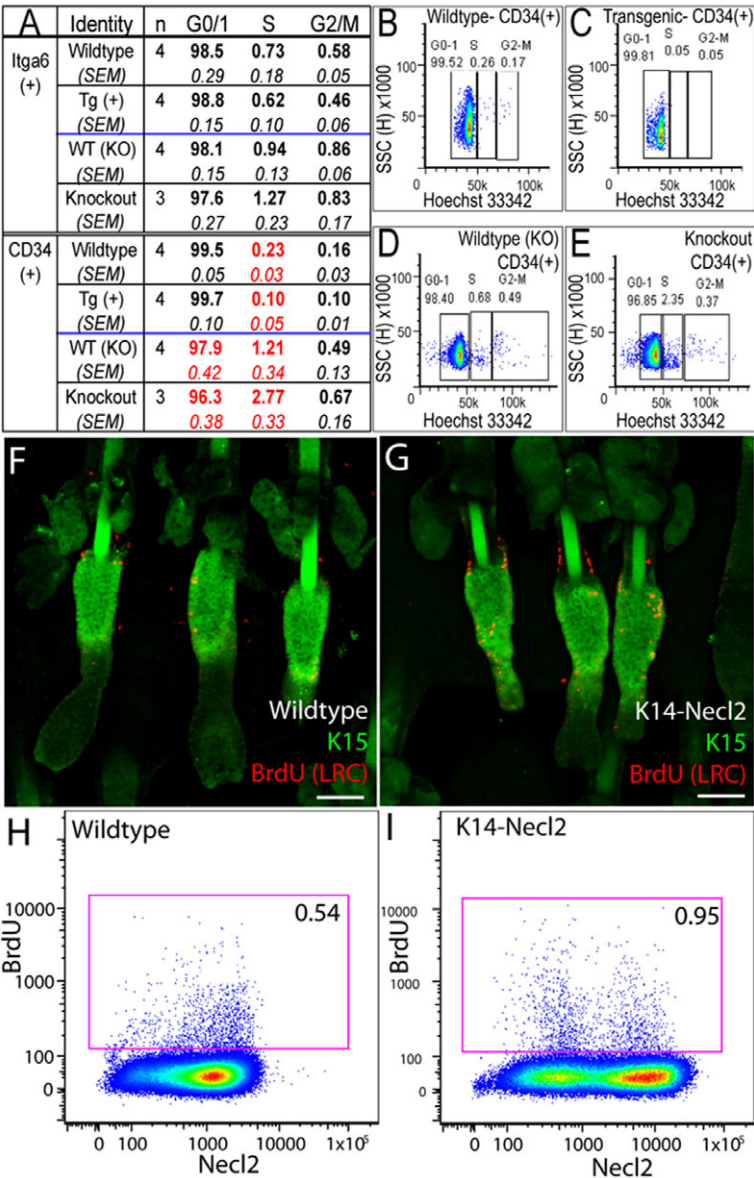 A Identity n G0/1 S G2/M
Itga6 (+) Wildtype 4 98.5 0.73 0.58
(SEM) 0.29 0.18 0.05
Tg (+) 4 98.8 0.62 0.46
(SEM) 0.15 0.10 0.06
WT (KO) 4 98.1 0.94 0.86
(SEM) 0.15 0.13 0.06
Knockout 3 97.6 1.27 0.83
(SEM) 0.27 0.23 0.17
CD34 (+) Wildtype 4 99.5 0.23 0.16
(SEM) 0.05 0.03 0.03
Tg (+) 4 99.7 0.10 0.10
(SEM) 0.10 0.05 0.01
WT (KO) 4 97.9 1.21 0.49
(SEM) 0.42 0.34 0.13
Knockout 3 96.3 2.77 0.67
(SEM) 0.38 0.33 0.16
B Wildtype- CD34(+)
G0-1 S G2-M
99.52 0.26 0.17
SSC (H) x1000
100
50
0 50k 100k
Hoechst 33342
C Transgenic- CD34(+)
G0-1 S G2-M
99.81 0.05 0.05
SSC (H) x1000
100
50
0 50k 100k
Hoechst 33342
D Wildtype (KO)
CD34(+)
G0-1 S G2-M
98.40 0.68 0.49
SSC (H) x1000
100
50
0 50k 100k
Hoechst 33342
E Knockout
CD34(+)
G0-1 S G2-M
96.85 2.35 0.37
SSC (H) x1000
100
50
0 50k 100k
Hoechst 33342
F
Wildtype
K15
BrdU (LRC)
G
K14-Necl2
K15
BrdU (LRC)
H Wildtype
0.54
BrdU
10000
1000
100
0
0 100 1000 10000 1x10⁵
Necl2
I K14-Necl2
0.95
BrdU
10000
1000
100
0
0 100 1000 10000 1x10⁵
Necl2